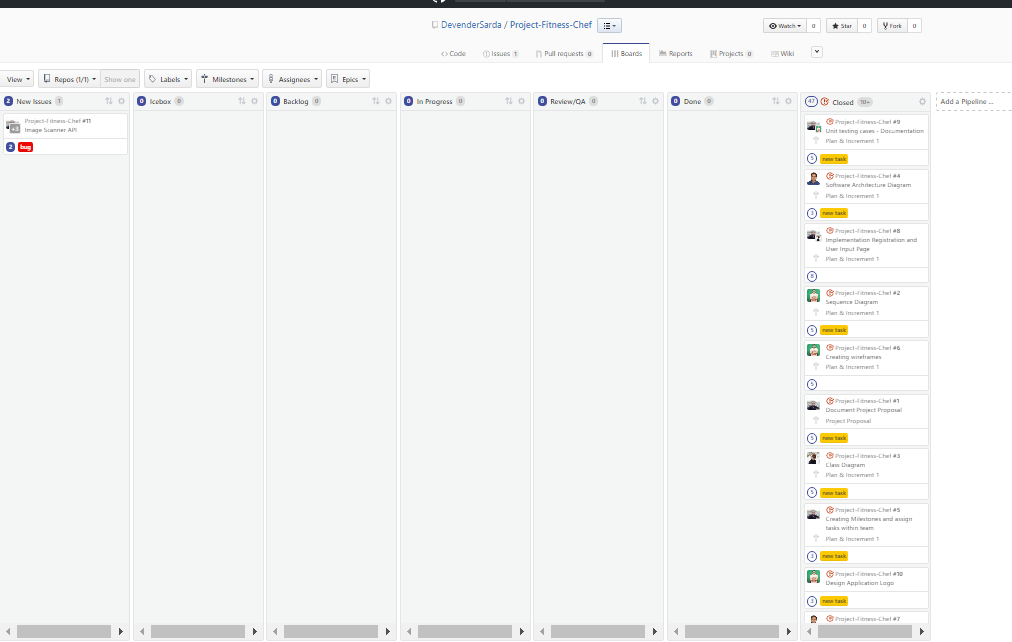 DevenderSarda / Project-Fitness-Chef
Watch 0 Star 0 Fork 0
Code Issues 1 Pull requests 0 Boards Reports Projects 0 Wiki
View Repos (1/1) Show one Labels Milestones Assignees Epics
2 New Issues 1
Project-Fitness-Chef #11
Image Scanner API
2 bug
0 Icebox 0
0 Backlog 0
0 In Progress 0
0 Review/QA 0
0 Done 0
47 Closed 10+
Project-Fitness-Chef #9
Unit testing cases - Documentation
Plan & Increment 1
5 new task
Project-Fitness-Chef #4
Software Architecture Diagram
Plan & Increment 1
3 new task
Project-Fitness-Chef #8
Implementation Registration and
User Input Page
Plan & Increment 1
8
Project-Fitness-Chef #2
Sequence Diagram
Plan & Increment 1
5 new task
Project-Fitness-Chef #6
Creating wireframes
Plan & Increment 1
5
Project-Fitness-Chef #1
Document Project Proposal
Project Proposal
5 new task
Project-Fitness-Chef #3
Class Diagram
Plan & Increment 1
5 new task
Project-Fitness-Chef #5
Creating Milestones and assign
tasks within team
Plan & Increment 1
3 new task
Project-Fitness-Chef #10
Design Application Logo
3 new task
Project-Fitness-Chef #7
Add a Pipeline ...